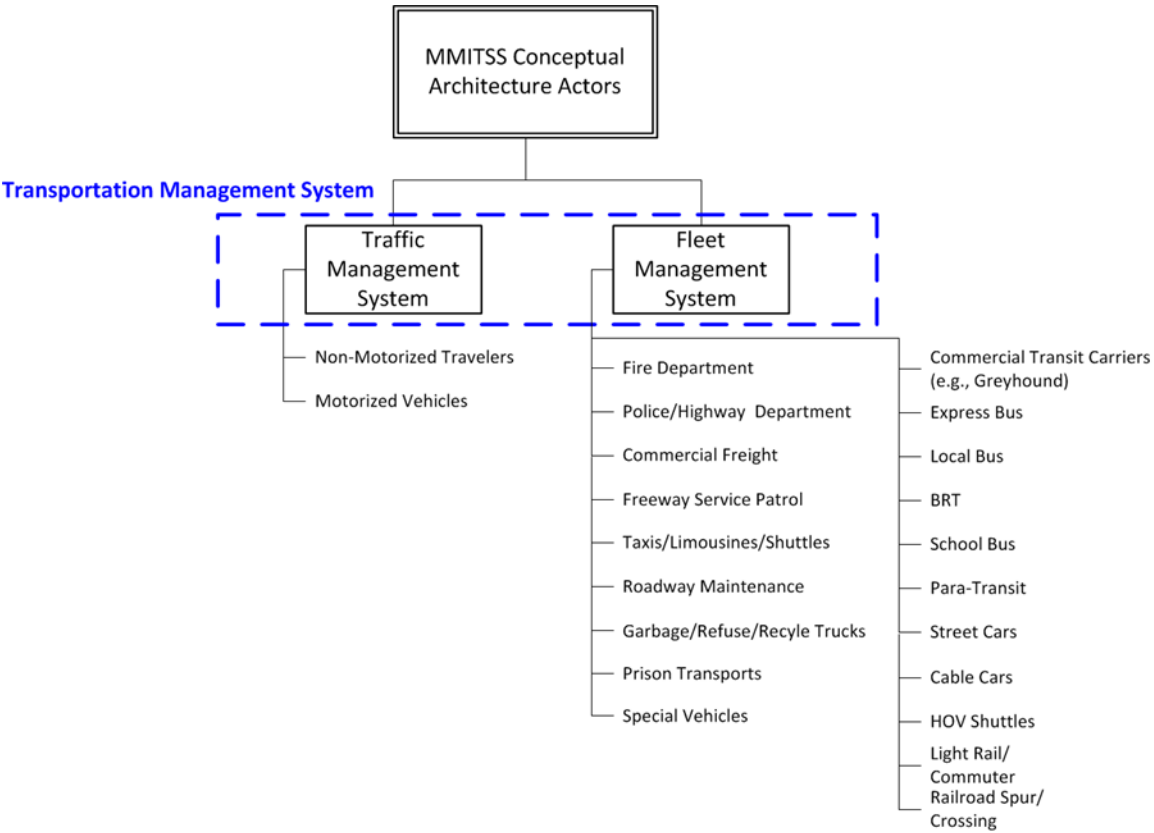 MMITSS Conceptual
Architecture Actors
Transportation Management System
Traffic
Management
System
Fleet
Management
System
Non-Motorized Travelers
Motorized Vehicles
Fire Department
Police/Highway  Department
Commercial Freight
Freeway Service Patrol
Taxis/Limousines/Shuttles
Roadway Maintenance
Garbage/Refuse/Recyle Trucks
Prison Transports
Special Vehicles
Commercial Transit Carriers
(e.g., Greyhound)
Express Bus
Local Bus
BRT
School Bus
Para-Transit
Street Cars
Cable Cars
HOV Shuttles
Light Rail/
Commuter
Railroad Spur/
Crossing